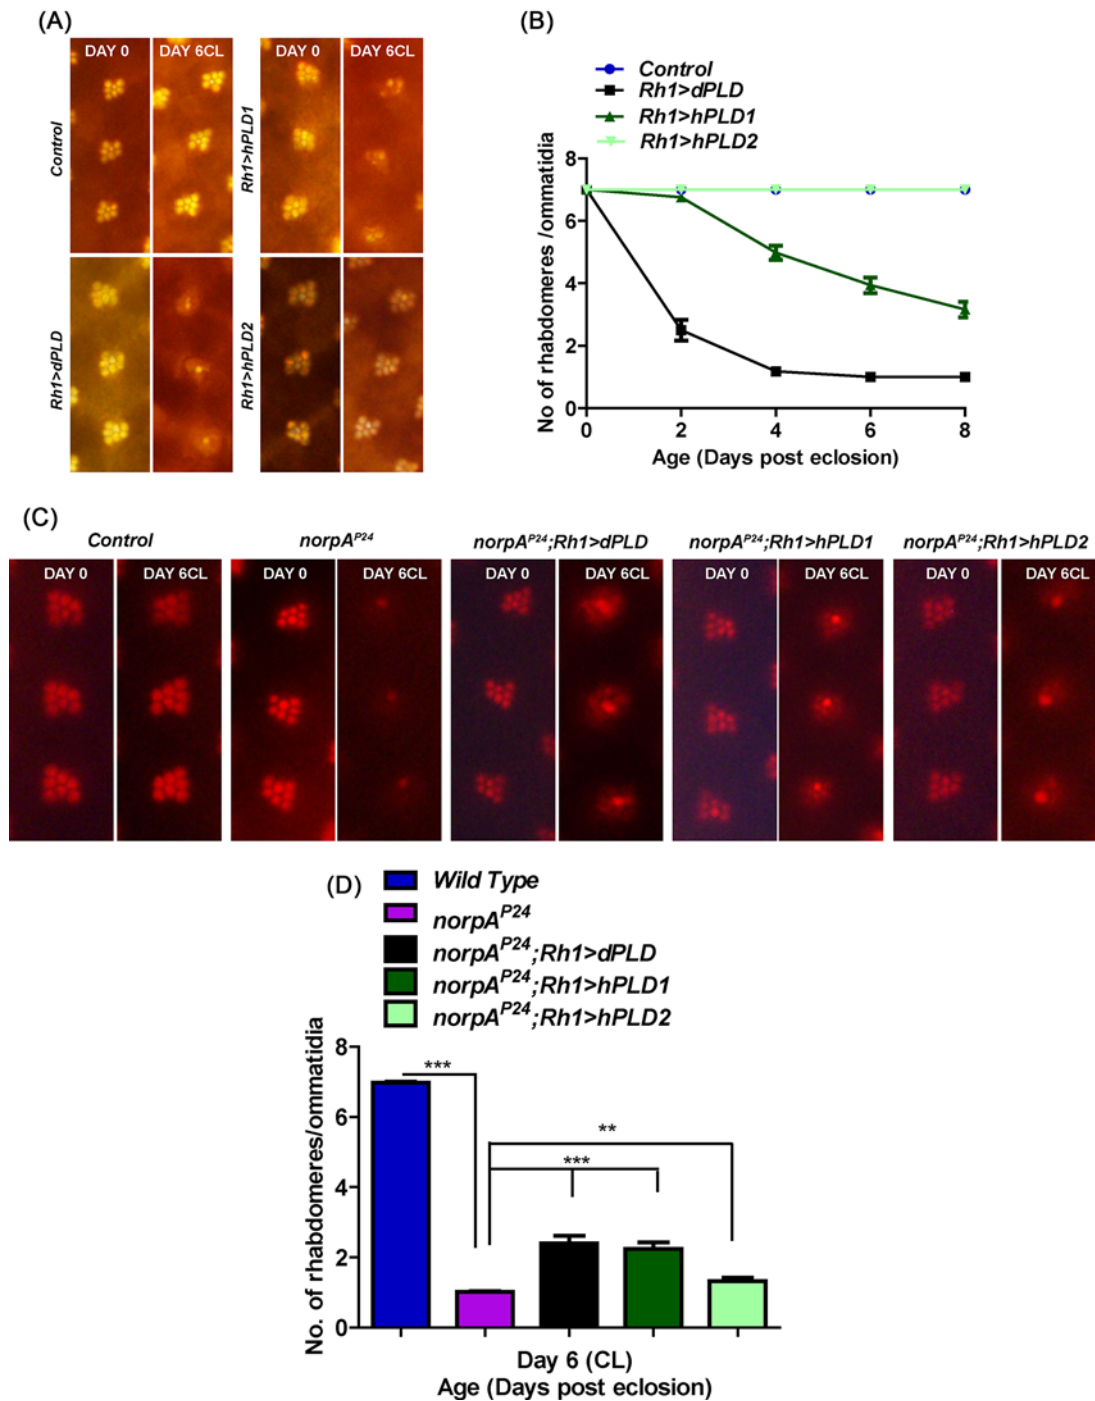 (A)
DAY 0 DAY 6CL DAY 0 DAY 6CL
Control
Rh1>hPLD1
Rh1>dPLD
Rh1>hPLD2
(B)
Control
Rh1>dPLD
Rh1>hPLD1
Rh1>hPLD2
No of rhabdomeres /ommatidia
8
6
4
2
0
0 2 4 6 8
Age (Days post eclosion)
(C)
Control norpA^P24 norpA^P24;Rh1>dPLD norpA^P24;Rh1>hPLD1 norpA^P24;Rh1>hPLD2
DAY 0 DAY 6CL DAY 0 DAY 6CL DAY 0 DAY 6CL DAY 0 DAY 6CL DAY 0 DAY 6CL
(D)
Wild Type
norpA^P24
norpA^P24;Rh1>dPLD
norpA^P24;Rh1>hPLD1
norpA^P24;Rh1>hPLD2
No. of rhabdomeres/ommatidia
8
6
4
2
0
***
**
***
Day 6 (CL)
Age (Days post eclosion)